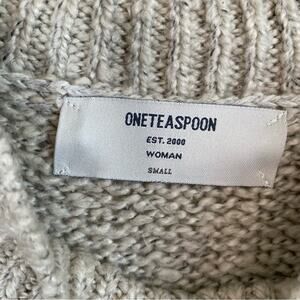 ONETEASPOON
EST. 2000
WOMAN
SMALL